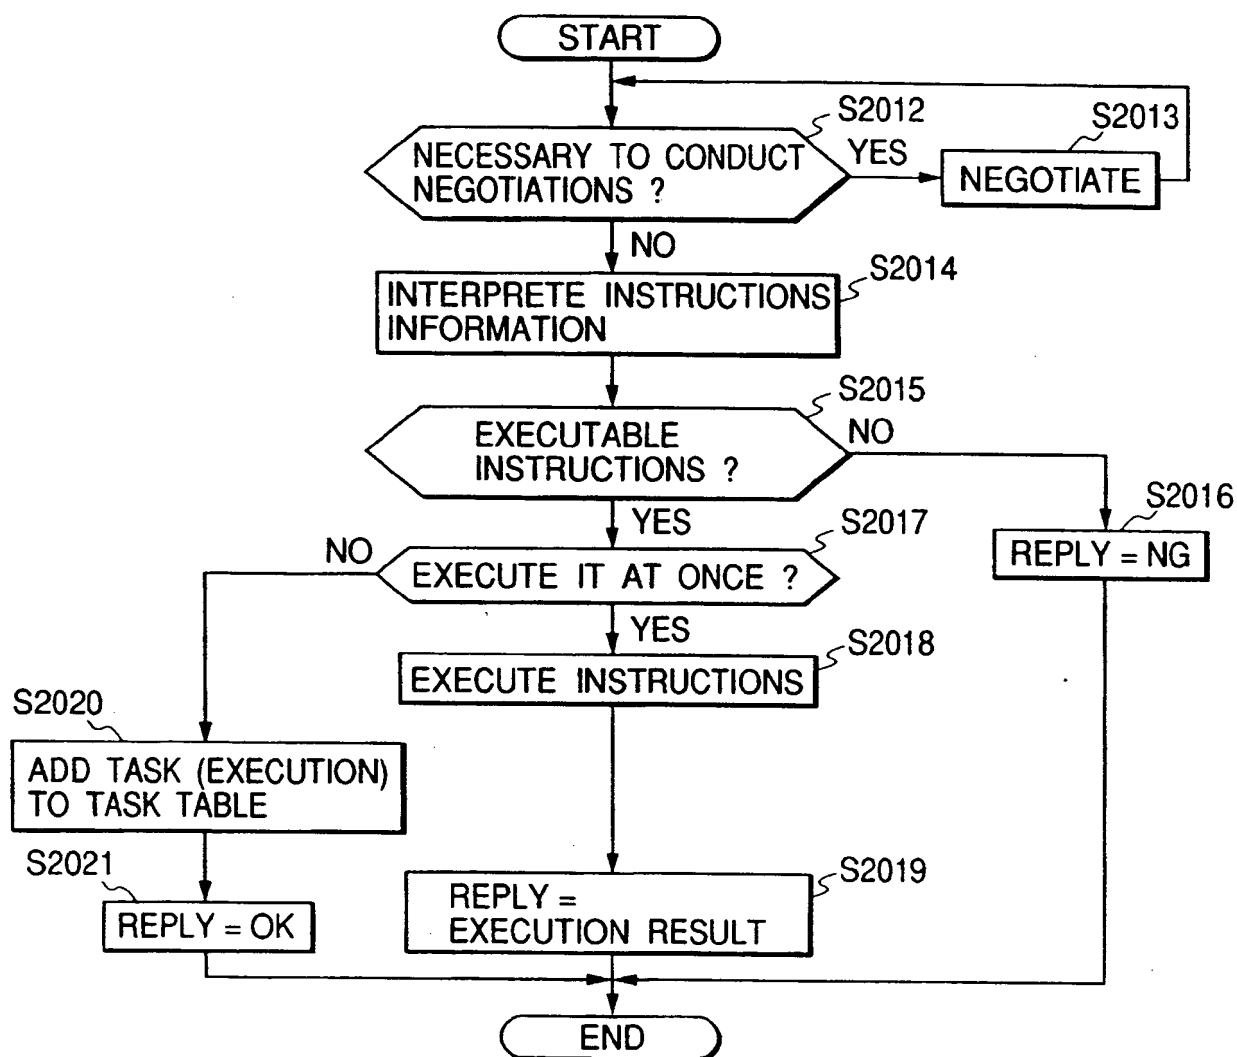 START
S2012
NECESSARY TO CONDUCT
NEGOTIATIONS ?
YES
S2013
NEGOTIATE
NO
S2014
INTERPRETE INSTRUCTIONS
INFORMATION
S2015
EXECUTABLE
INSTRUCTIONS ?
NO
YES
S2016
REPLY = NG
S2017
NO
EXECUTE IT AT ONCE ?
YES
S2018
EXECUTE INSTRUCTIONS
S2020
ADD TASK (EXECUTION)
TO TASK TABLE
S2021
REPLY = OK
S2019
REPLY =
EXECUTION RESULT
END